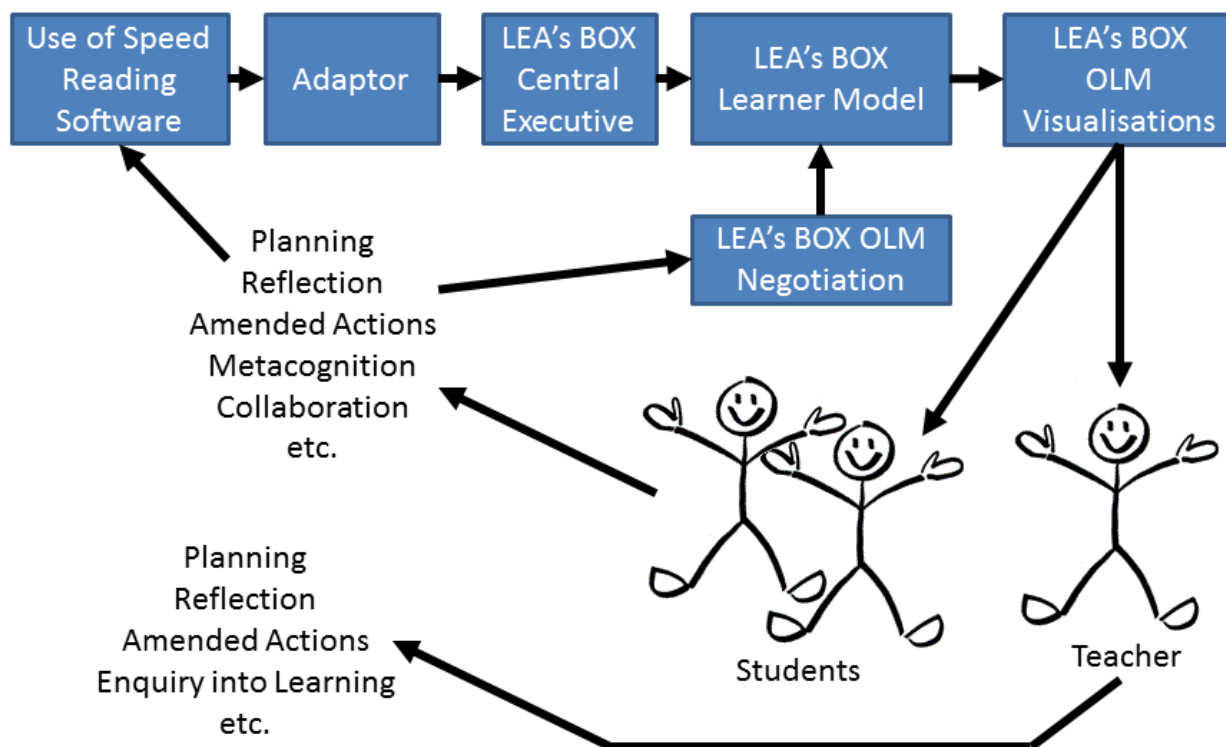 Use of Speed
Reading
Software
Adaptor
LEA's BOX
Central
Executive
LEA's BOX
Learner Model
LEA's BOX
OLM
Visualisations
LEA's BOX OLM
Negotiation
Planning
Reflection
Amended Actions
Metacognition
Collaboration
etc.
Planning
Reflection
Amended Actions
Enquiry into Learning
etc.
Students
Teacher